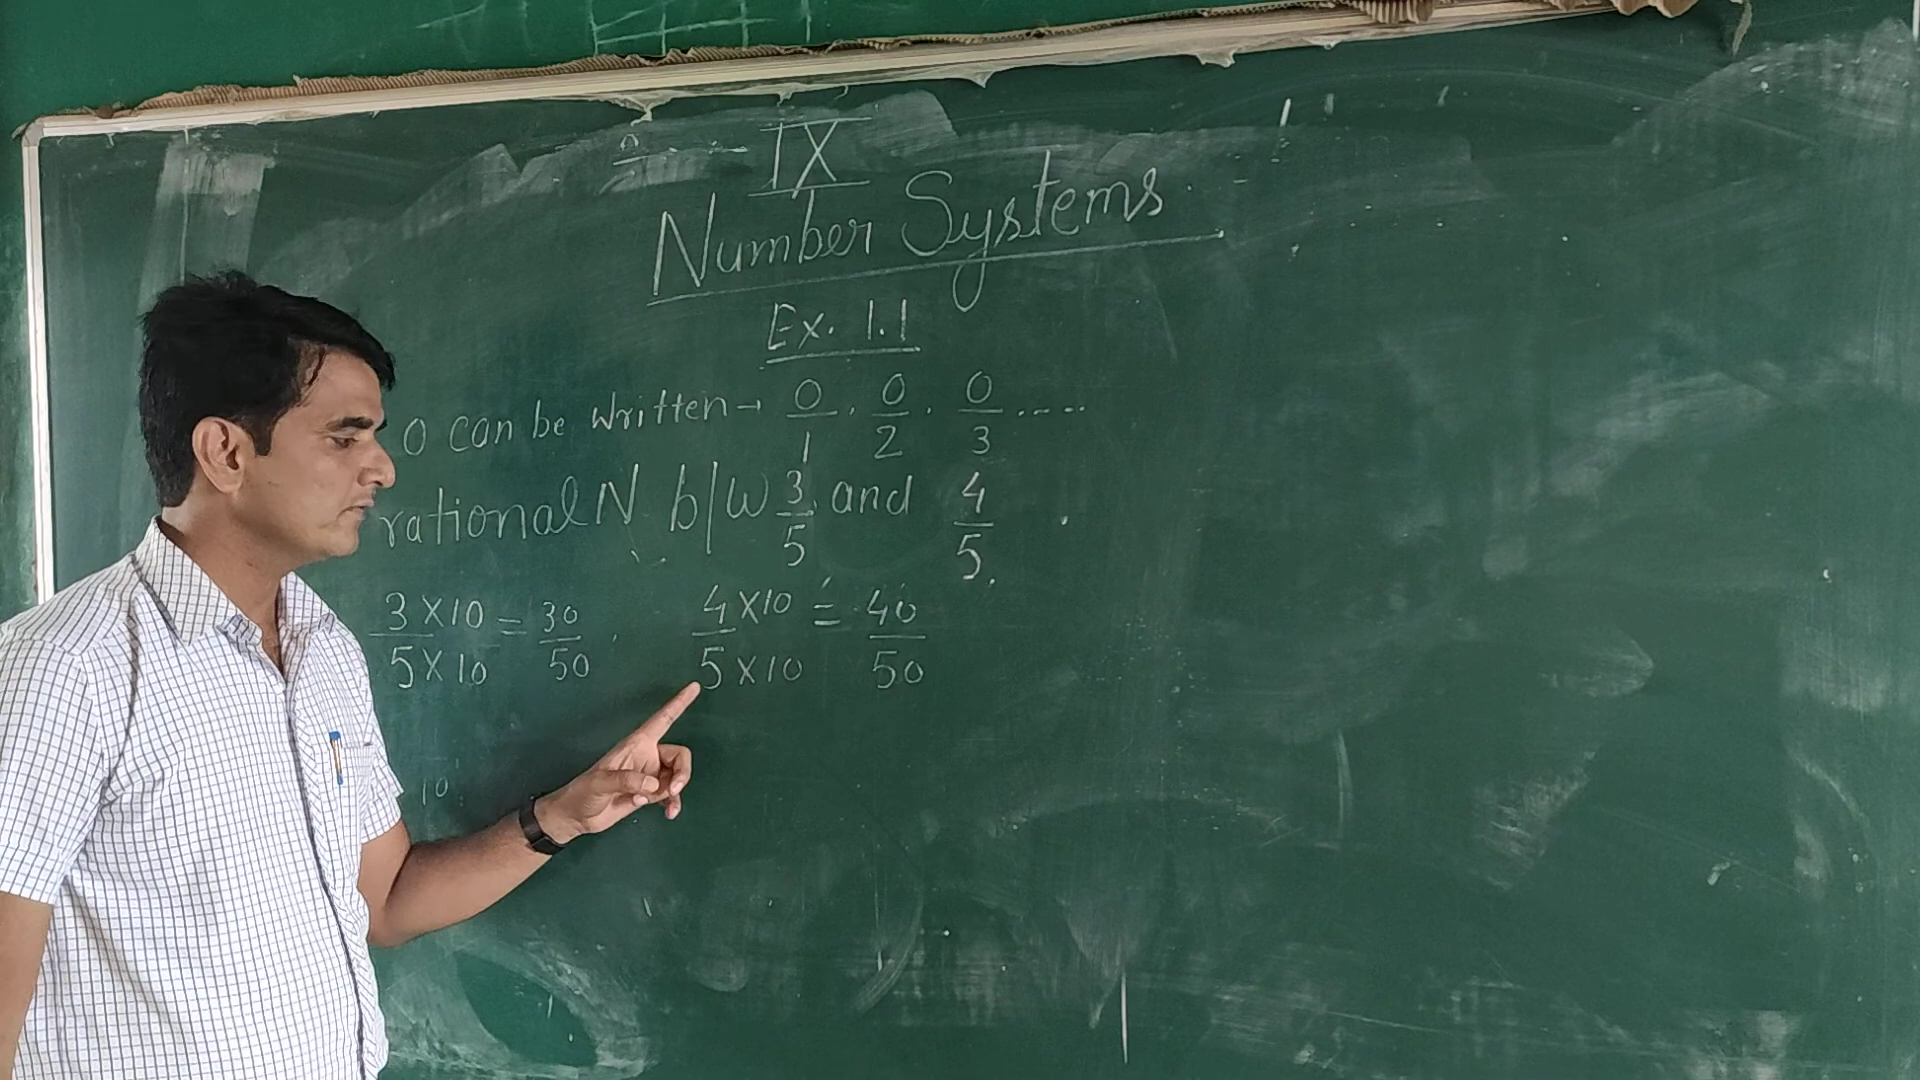 IX
Number Systems
Ex. 1.1
0 can be written → 0/1, 0/2, 0/3.....
rational N b/w 3/5 and 4/5.
3×10/5×10 = 30/50, 4×10/5×10 = 40/50
10